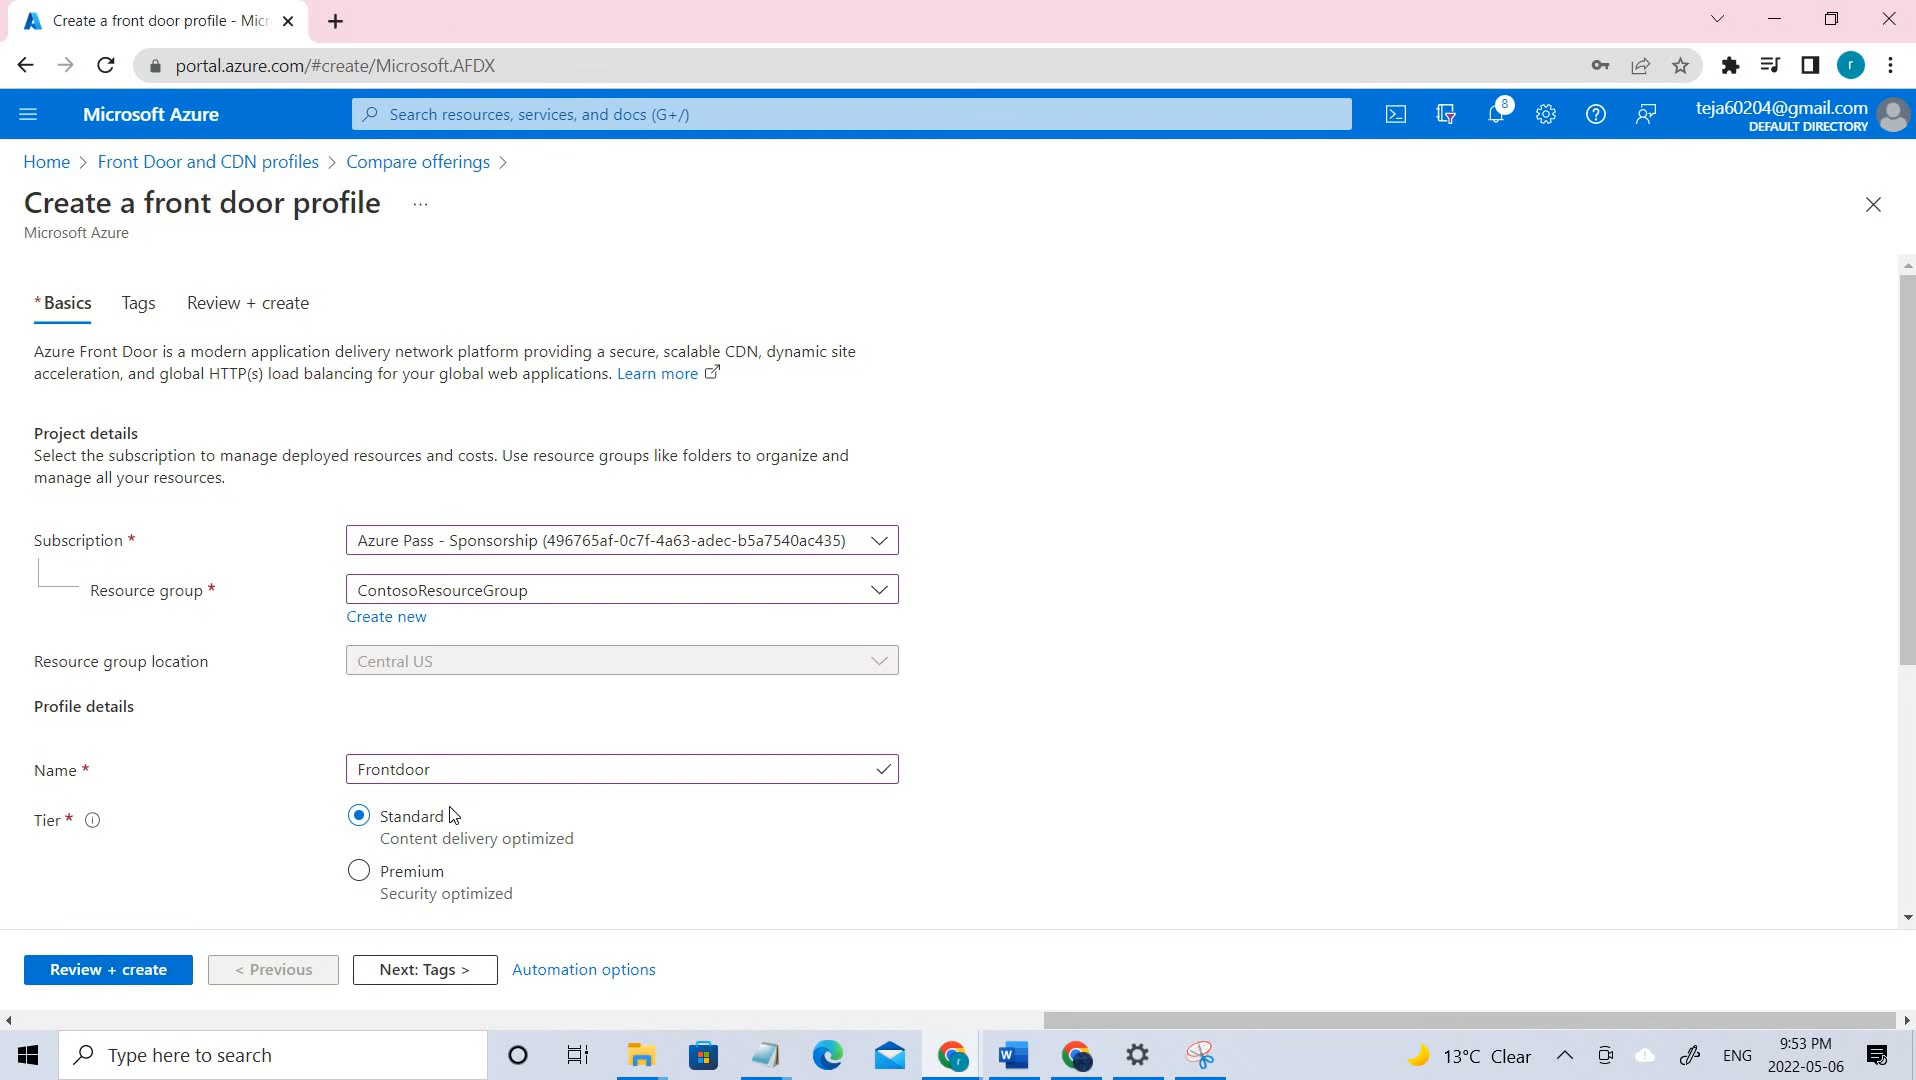 Create a front door profile - Micr
portal.azure.com/#create/Microsoft.AFDX
r
Microsoft Azure
Search resources, services, and docs (G+/)
8
teja60204@gmail.com
DEFAULT DIRECTORY
Home > Front Door and CDN profiles > Compare offerings >
Create a front door profile ...
Microsoft Azure
* Basics Tags Review + create
Azure Front Door is a modern application delivery network platform providing a secure, scalable CDN, dynamic site
acceleration, and global HTTP(s) load balancing for your global web applications. Learn more
Project details
Select the subscription to manage deployed resources and costs. Use resource groups like folders to organize and
manage all your resources.
Subscription * Azure Pass - Sponsorship (496765af-0c7f-4a63-adec-b5a7540ac435)
Resource group * ContosoResourceGroup
Create new
Resource group location Central US
Profile details
Name * Frontdoor
Tier * Standard
Content delivery optimized
Premium
Security optimized
Review + create < Previous Next: Tags > Automation options
Type here to search
13°C Clear
ENG
9:53 PM
2022-05-06